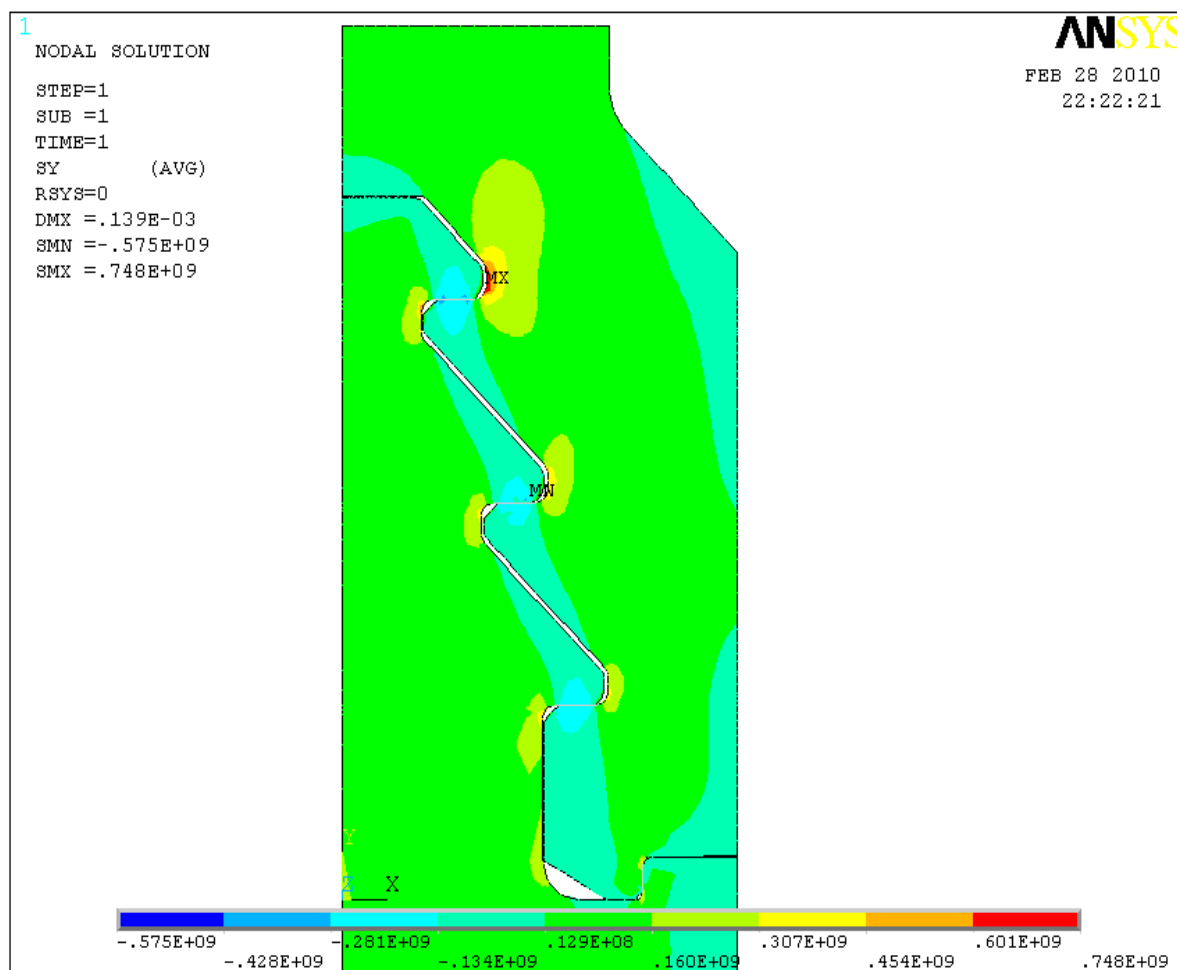 1
NODAL SOLUTION
STEP=1
SUB =1
TIME=1
SY (AVG)
RSYS=0
DMX =.139E-03
SMN =-.575E+09
SMX =.748E+09
ANSYS
FEB 28 2010
22:22:21
MX
MN
Y
Z X
-.575E+09 -.281E+09 .129E+08 .307E+09 .601E+09
-.428E+09 -.134E+09 .160E+09 .454E+09 .748E+09